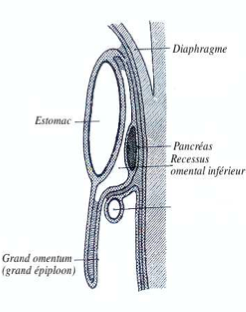 Diaphragme
Estomac
Pancréas
Recessus
omental inférieur
Grand omentum
(grand épiploon)